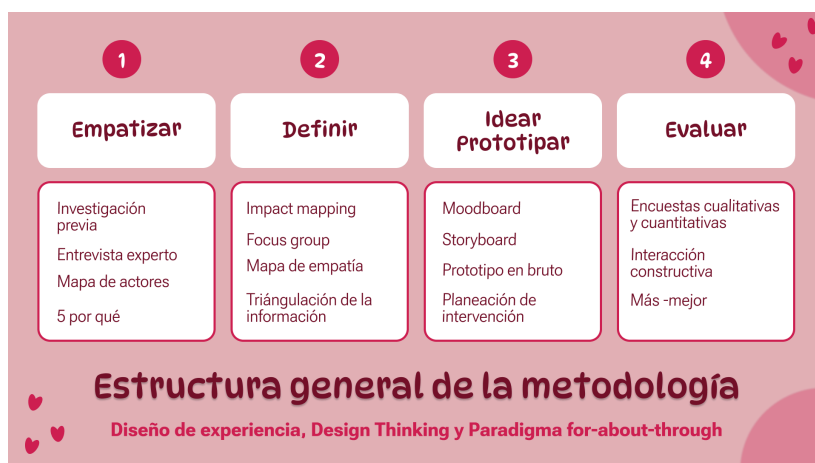 1
Empatizar
Investigación
previa
Entrevista experto
Mapa de actores
5 por qué
2
Definir
Impact mapping
Focus group
Mapa de empatía
Triángulación de la
información
3
Idear
Prototipar
Moodboard
Storyboard
Prototipo en bruto
Planeación de
intervención
4
Evaluar
Encuestas cualitativas
y cuantitativas
Interacción
constructiva
Más -mejor
Estructura general de la metodología
Diseño de experiencia, Design Thinking y Paradigma for-about-through